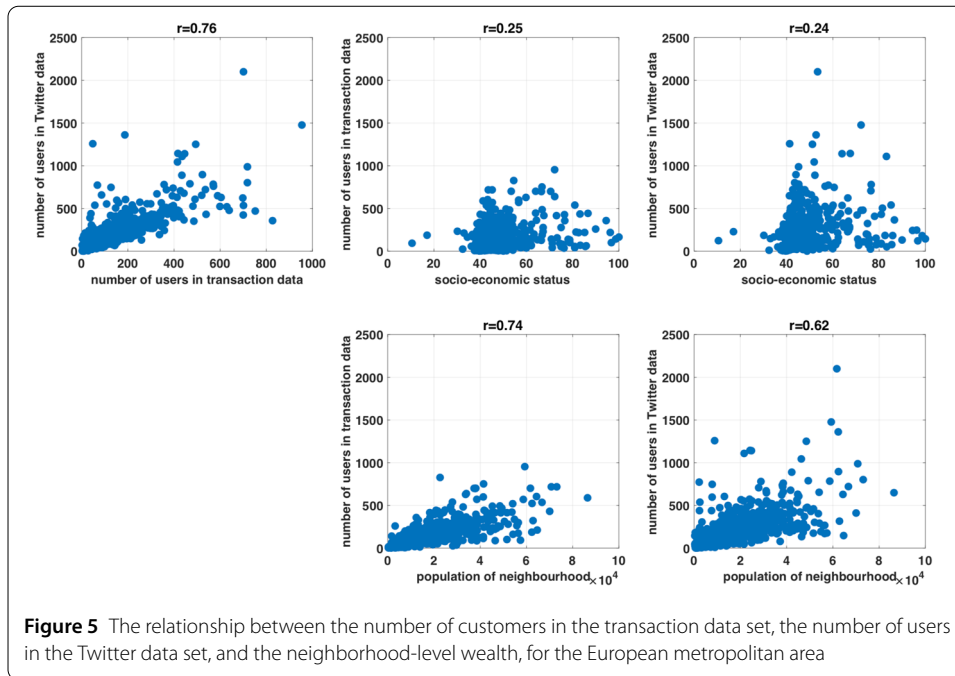 r=0.76
2500
2000
1500
1000
500
0
0 200 400 600 800 1000
number of users in transaction data
number of users in Twitter data
r=0.25
2500
2000
1500
1000
500
0
0 20 40 60 80 100
socio-economic status
number of users in transaction data
r=0.24
2500
2000
1500
1000
500
0
0 20 40 60 80 100
socio-economic status
number of users in Twitter data
r=0.74
2500
2000
1500
1000
500
0
0 2 4 6 8 10
population of neighbourhood ×10⁴
number of users in transaction data
r=0.62
2500
2000
1500
1000
500
0
0 2 4 6 8 10
population of neighbourhood ×10⁴
number of users in Twitter data
Figure 5 The relationship between the number of customers in the transaction data set, the number of users
in the Twitter data set, and the neighborhood-level wealth, for the European metropolitan area